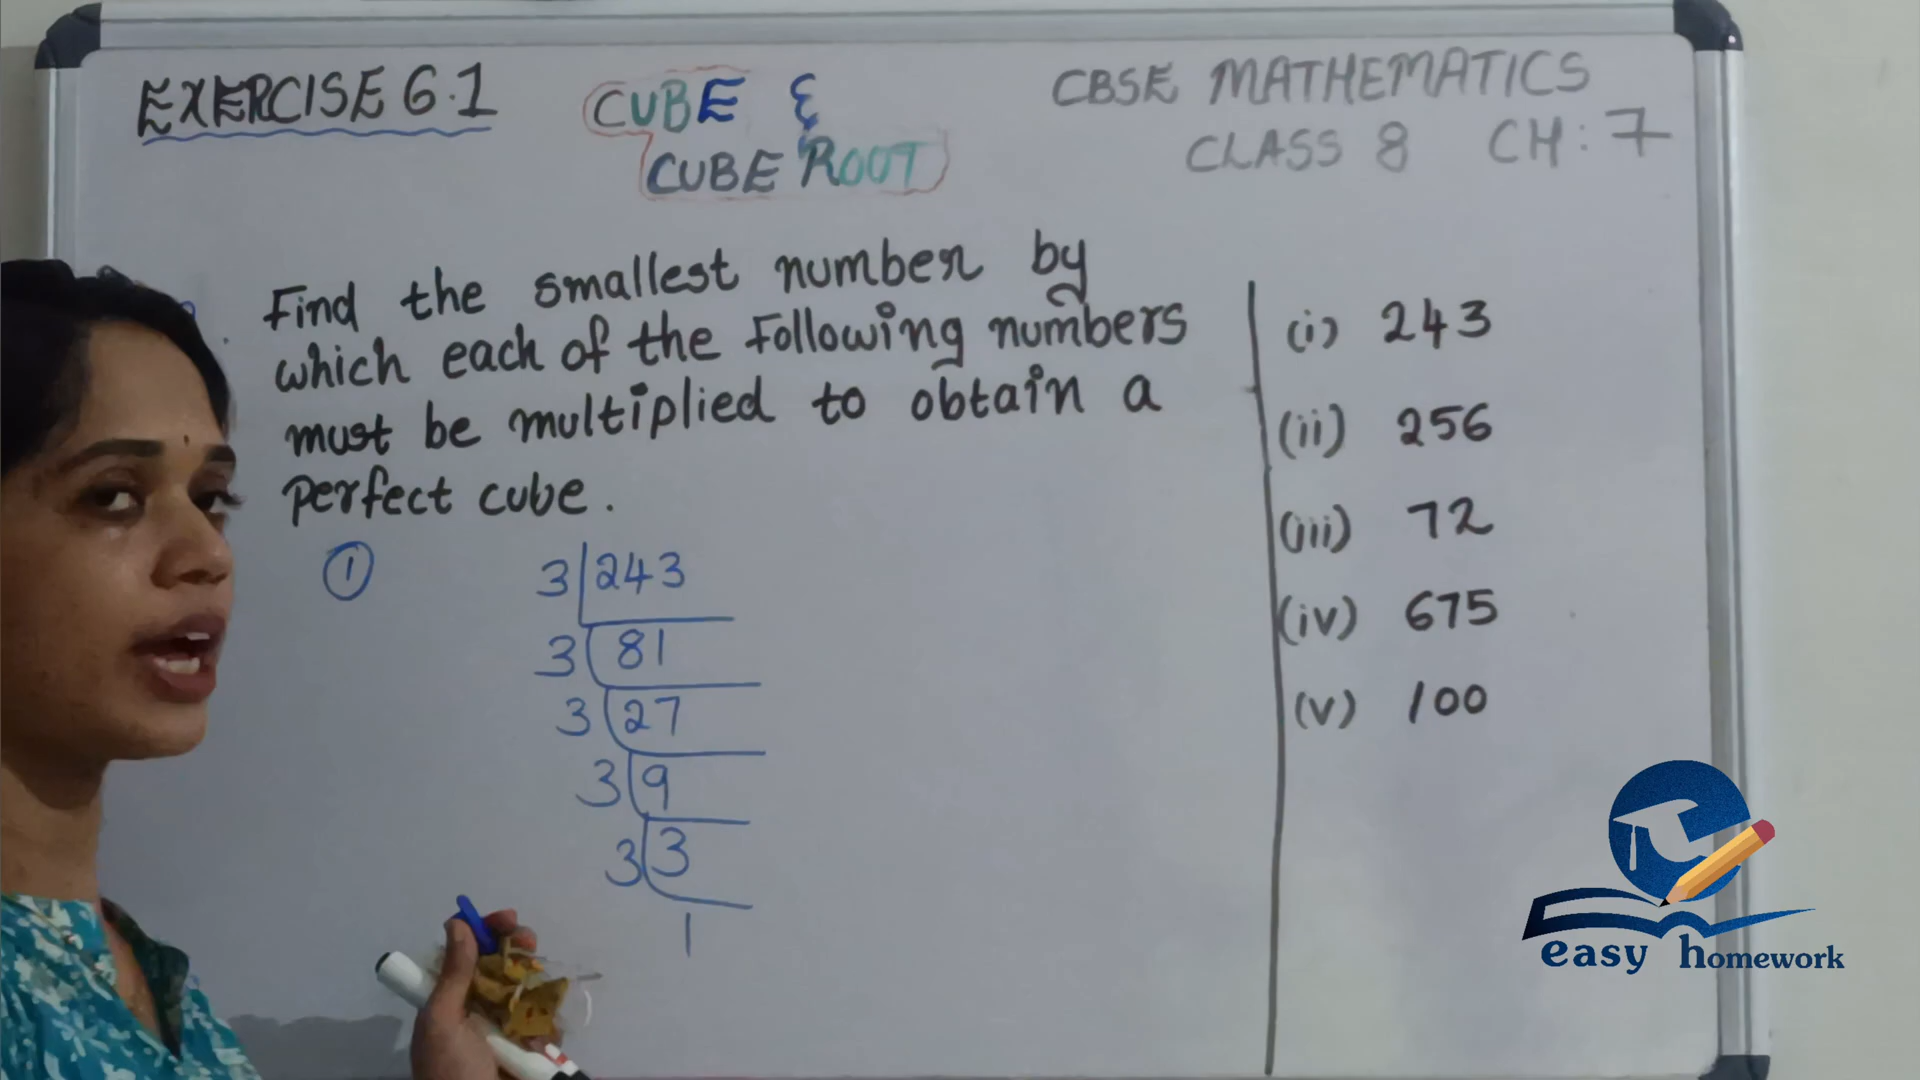 EXERCISE 6.1
CUBE &
CUBE ROOT
CBSE MATHEMATICS
CLASS 8 CH: 7
Find the smallest number by
which each of the following numbers
must be multiplied to obtain a
perfect cube.
(i) 243
(ii) 256
(iii) 72
(iv) 675
(v) 100
1
3 243
3 81
3 27
3 9
3 3
1
easy homework